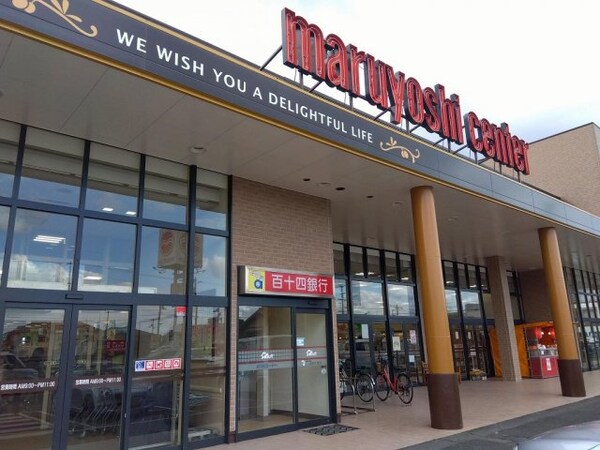 maruyoshi center
WE WISH YOU A DELIGHTFUL LIFE
百十四銀行